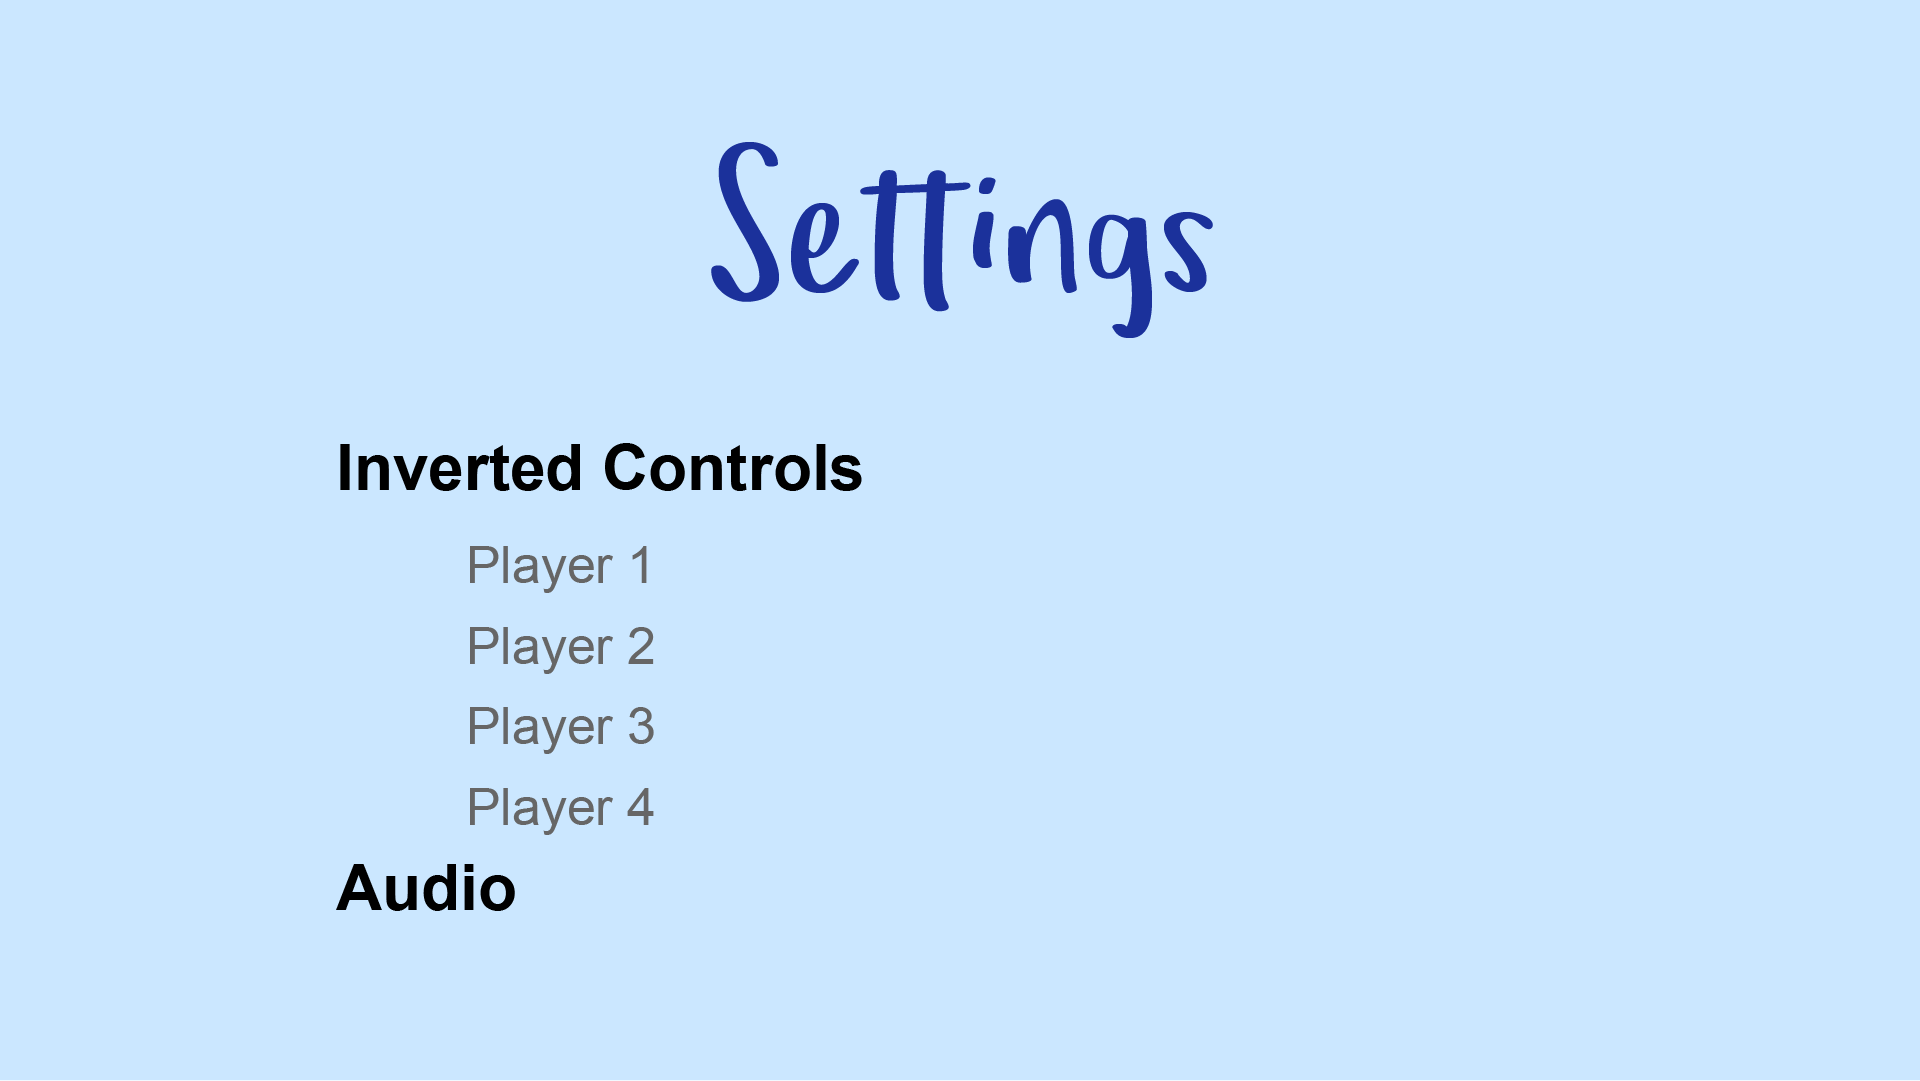 Settings
Inverted Controls
Player 1
Player 2
Player 3
Player 4
Audio